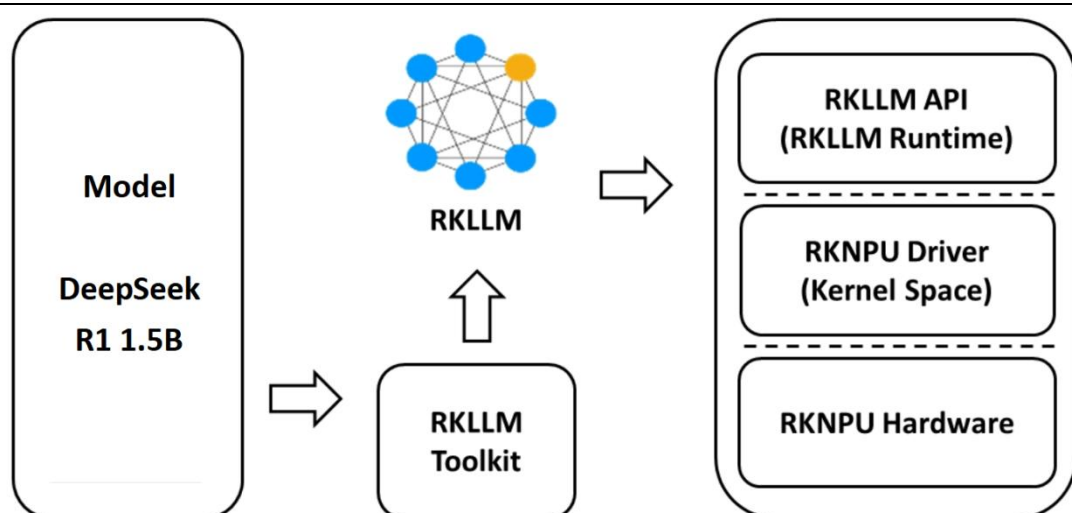 Model
DeepSeek
R1 1.5B
RKLLM
RKLLM
Toolkit
RKLLM API
(RKLLM Runtime)
RKNPU Driver
(Kernel Space)
RKNPU Hardware